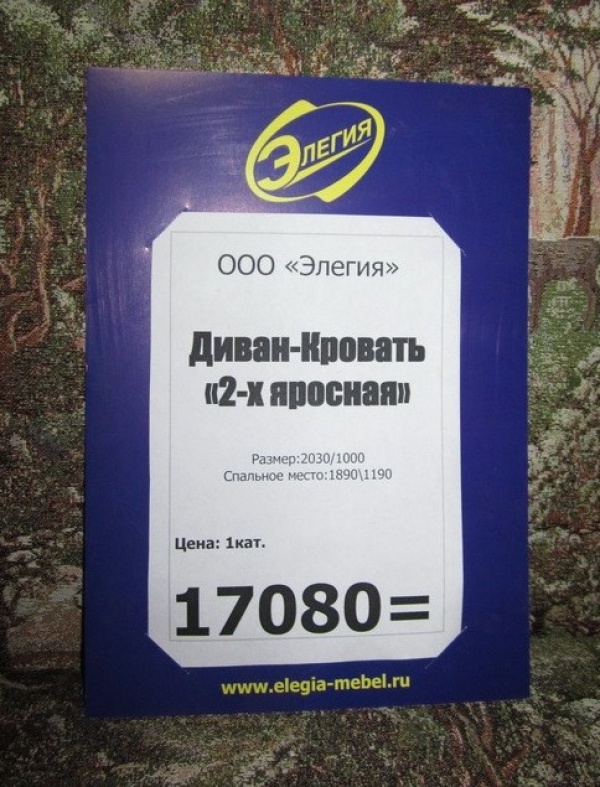 Элегия
ООО «Элегия»
Диван-Кровать
«2-х яросная»
Размер:2030/1000
Спальное место:1890\1190
Цена: 1кат.
17080=
www.elegia-mebel.ru